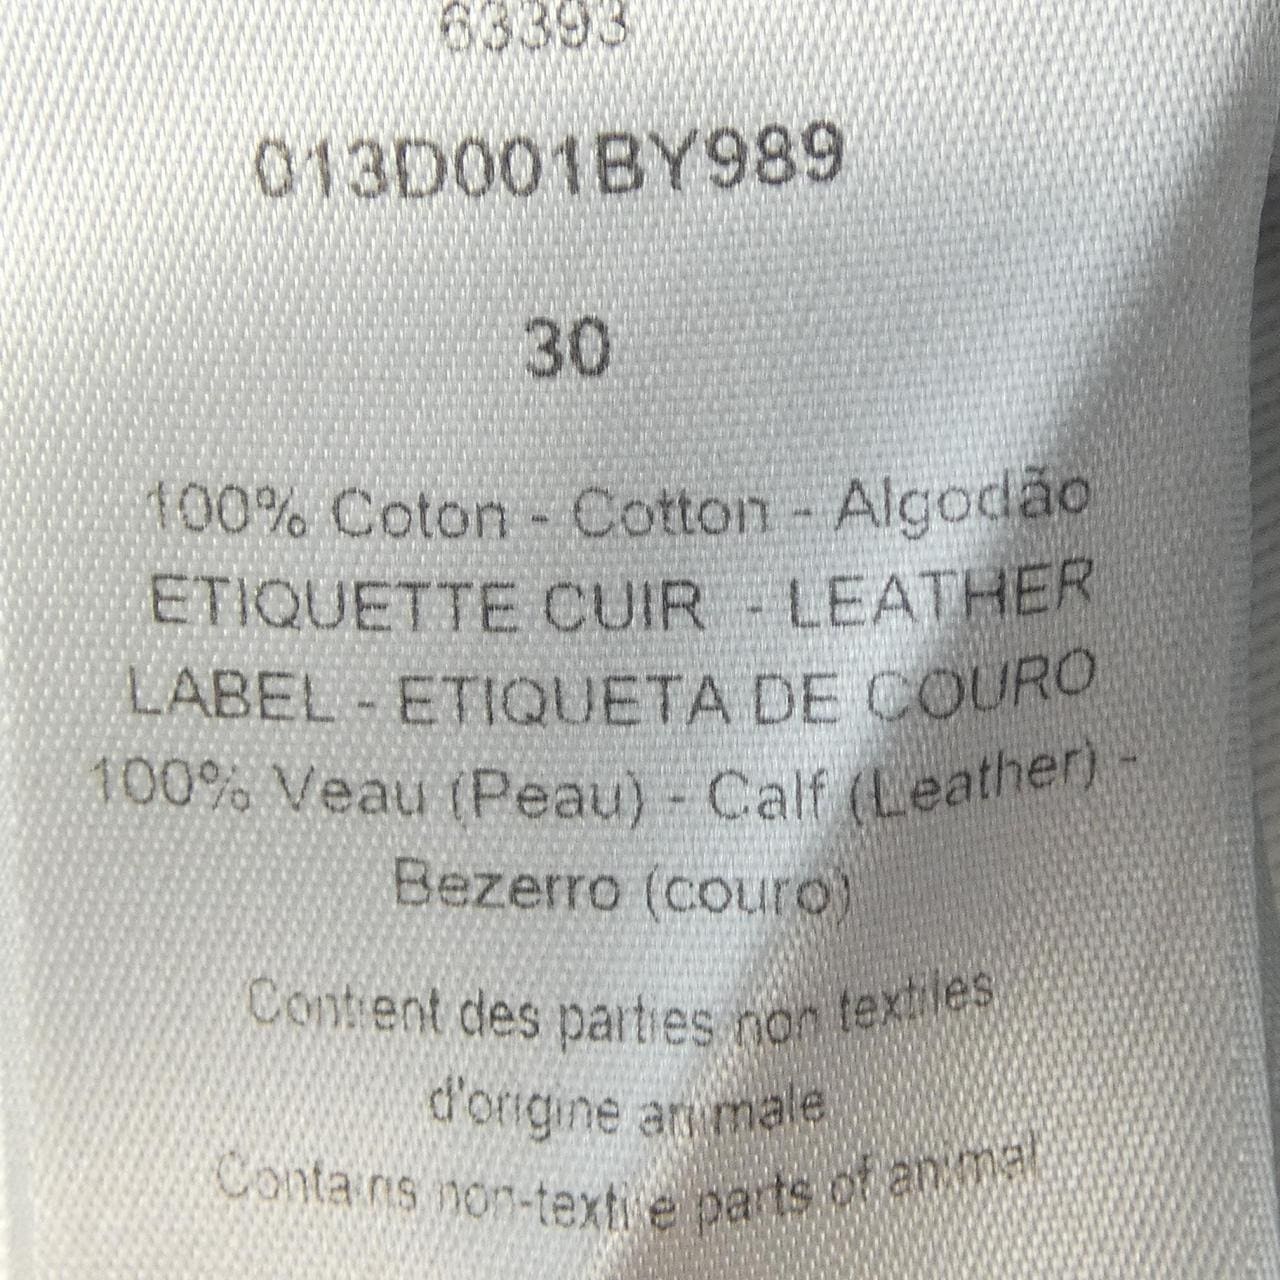 63393
013D001BY989
30
100% Coton - Cotton - Algodão
ETIQUETTE CUIR - LEATHER
LABEL - ETIQUETA DE COURO
100% Veau (Peau) - Calf (Leather) -
Bezerro (couro)
Contient des parties non textiles
d'origine animale
Contains non-textile parts of animal